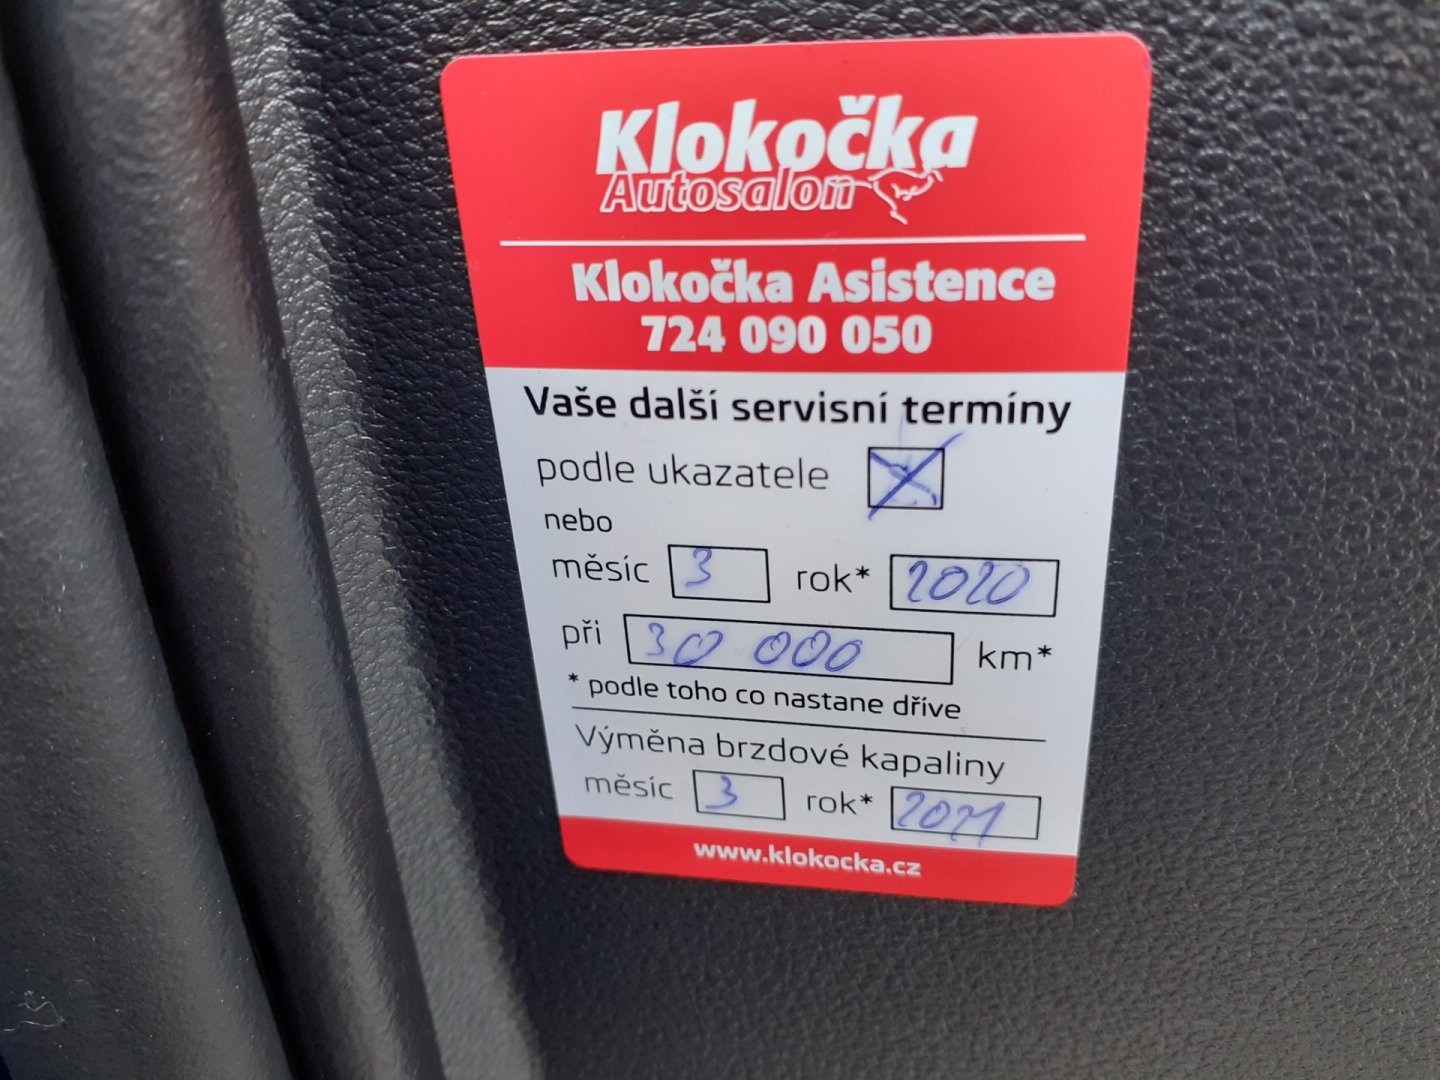 Klokočka
Autosalon
Klokočka Asistence
724 090 050
Vaše další servisní termíny
podle ukazatele
nebo
měsíc 3 rok* 2020
při 30 000 km*
* podle toho co nastane dříve
Výměna brzdové kapaliny
měsíc 3 rok* 2021
www.klokocka.cz